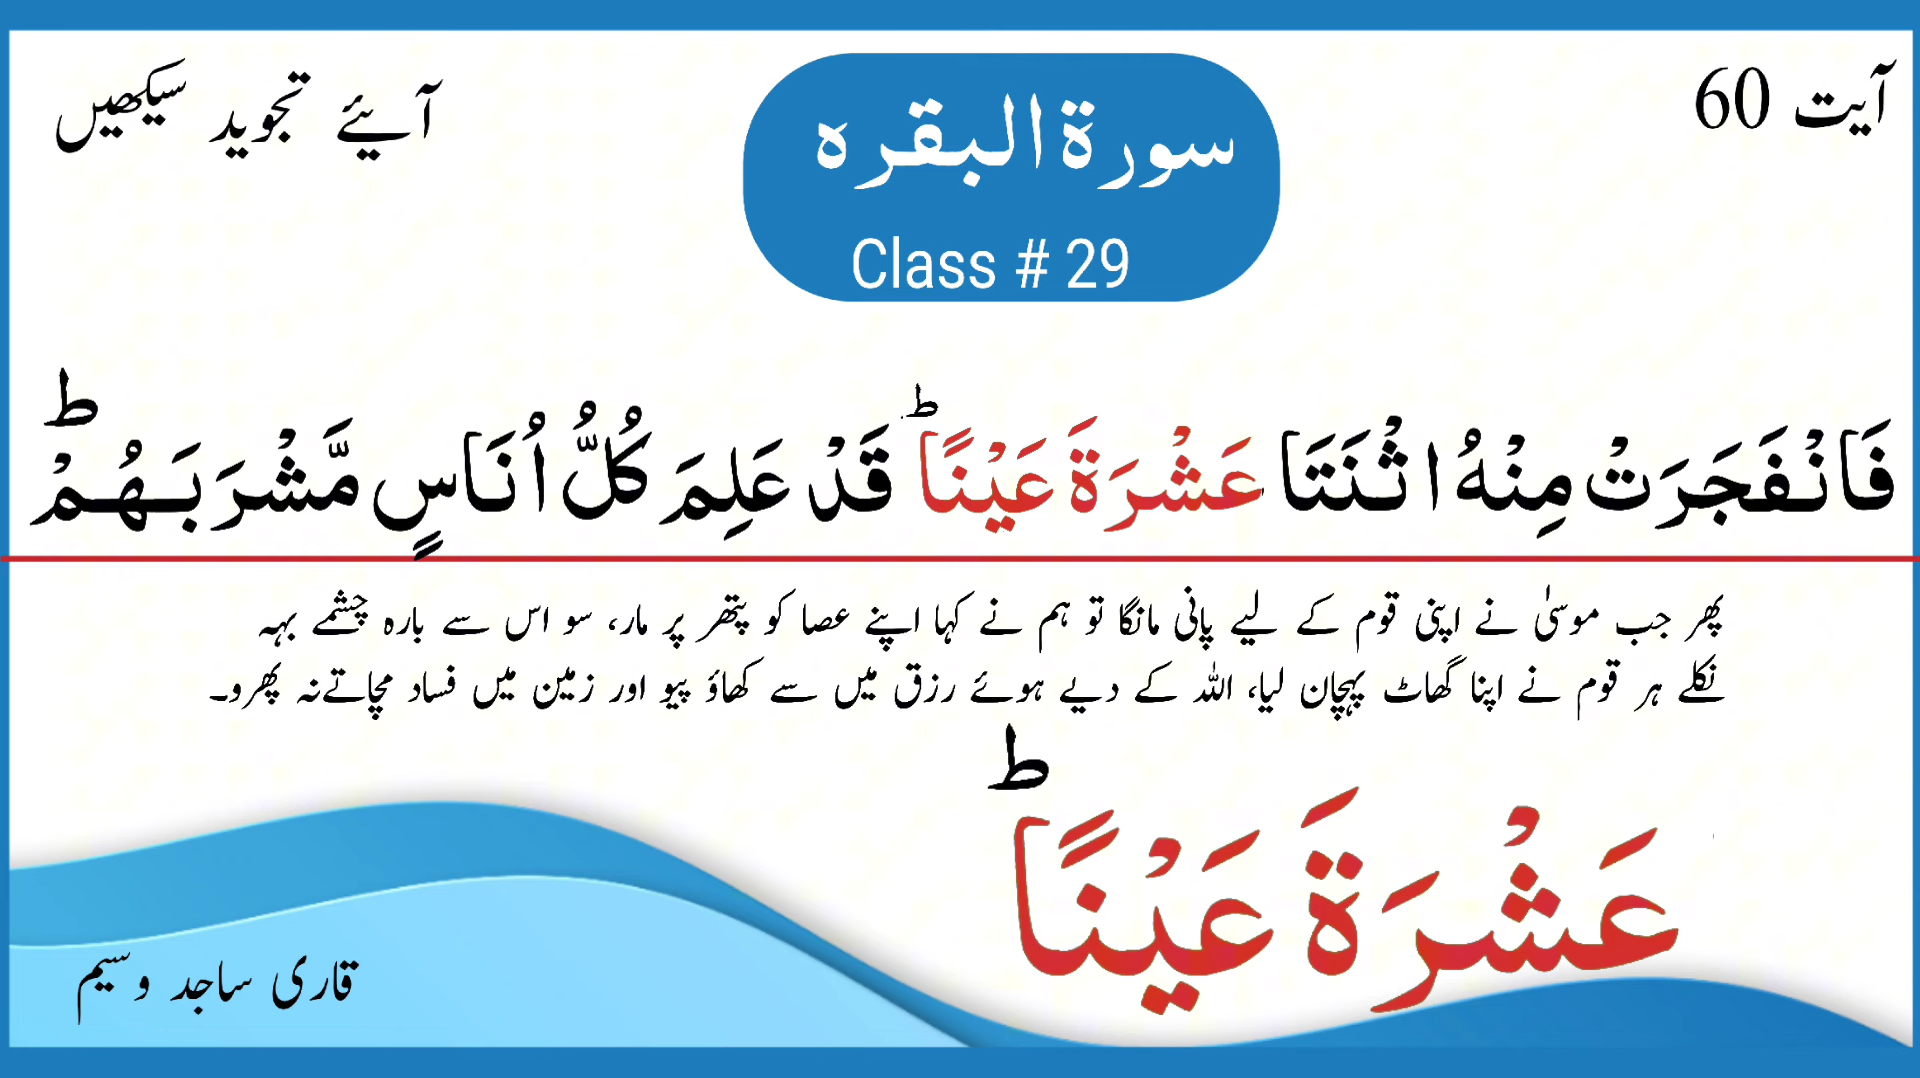 آیت 60
سورة البقرہ
آیئے تجوید سیکھیں
Class # 29
فَانْفَجَرَتْ مِنْهُ اثْنَتَا عَشْرَةَ عَيْنًا ؕ قَدْ عَلِمَ كُلُّ اُنَاسٍ مَّشْرَبَهُمْ ؕ
پھر جب موسیٰ نے اپنی قوم کے لیے پانی مانگا تو ہم نے کہا اپنے عصا کو پتھر پر مار، سو اس سے بارہ چشمے بہہ
نکلے ہر قوم نے اپنا گھاٹ پہچان لیا، اللہ کے دیے ہوئے رزق میں سے کھاؤ پیو اور زمین میں فساد مچاتے نہ پھرو۔
عَشْرَةَ عَيْنًا ؕ
قاری ساجد وسیم